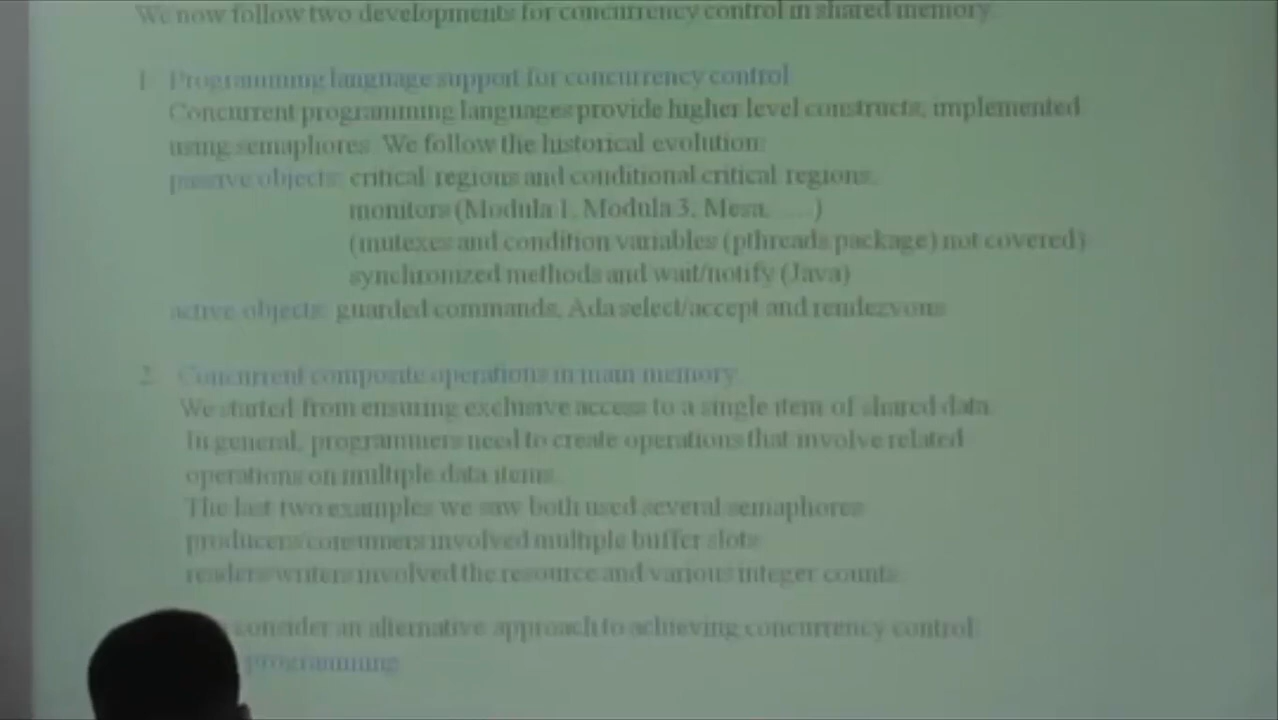 We now follow two developments for concurrency control in shared memory.
1. Programming language support for concurrency control
Concurrent programming languages provide higher level constructs, implemented
using semaphores. We follow the historical evolution:
passive objects: critical regions and conditional critical regions,
monitors (Modula 1, Modula 3, Mesa, .....)
(mutexes and condition variables (pthreads package) not covered)
synchronized methods and wait/notify (Java)
active objects: guarded commands, Ada select/accept and rendezvous
2. Concurrent composite operations in main memory
We started from ensuring exclusive access to a single item of shared data.
In general, programmers need to create operations that involve related
operations on multiple data items.
The last two examples we saw both used several semaphores
producers/consumers involved multiple buffer slots
readers/writers involved the resource and various integer counts
consider an alternative approach to achieving concurrency control
programming